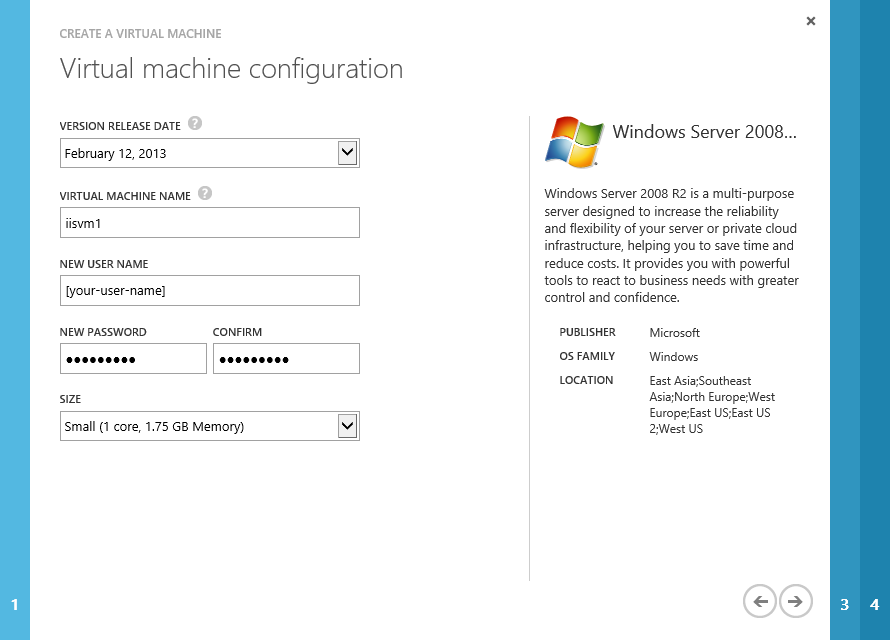 CREATE A VIRTUAL MACHINE
Virtual machine configuration
VERSION RELEASE DATE ?
February 12, 2013
VIRTUAL MACHINE NAME ?
iisvm1
NEW USER NAME
[your-user-name]
NEW PASSWORD CONFIRM
●●●●●●●●● ●●●●●●●●●
SIZE
Small (1 core, 1.75 GB Memory)
Windows Server 2008...
Windows Server 2008 R2 is a multi-purpose
server designed to increase the reliability
and flexibility of your server or private cloud
infrastructure, helping you to save time and
reduce costs. It provides you with powerful
tools to react to business needs with greater
control and confidence.
PUBLISHER Microsoft
OS FAMILY Windows
LOCATION East Asia;Southeast
Asia;North Europe;West
Europe;East US;East US
2;West US
1
3 4